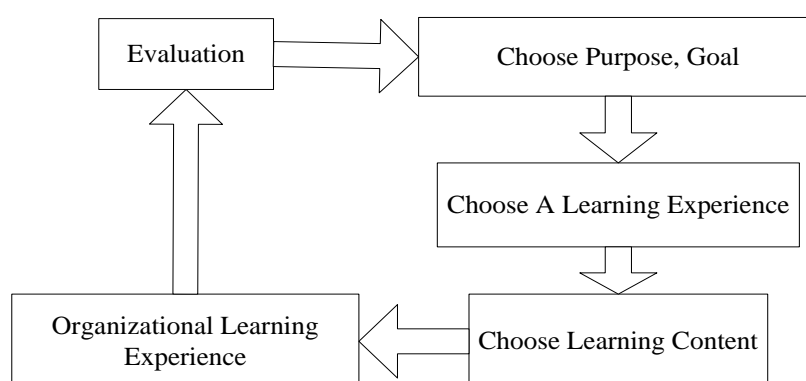 Evaluation
Choose Purpose, Goal
Choose A Learning Experience
Choose Learning Content
Organizational Learning
Experience